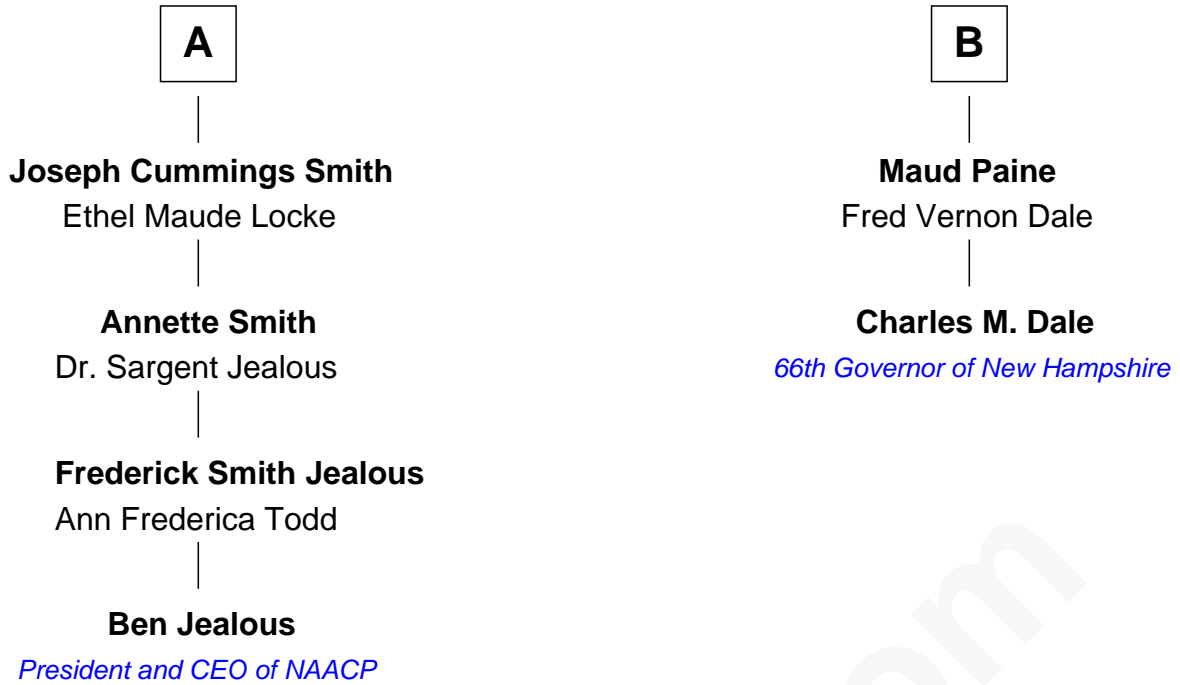 A
Joseph Cummings Smith
Ethel Maude Locke
Annette Smith
Dr. Sargent Jealous
Frederick Smith Jealous
Ann Frederica Todd
Ben Jealous
President and CEO of NAACP
B
Maud Paine
Fred Vernon Dale
Charles M. Dale
66th Governor of New Hampshire
om